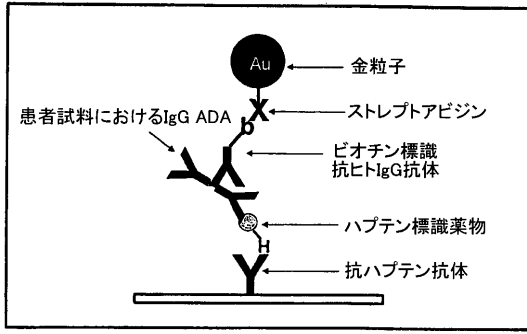 Au
金粒子
患者試料におけるIgG ADA
ストレプトアビジン
b
ビオチン標識
抗ヒトIgG抗体
ハプテン標識薬物
H
抗ハプテン抗体